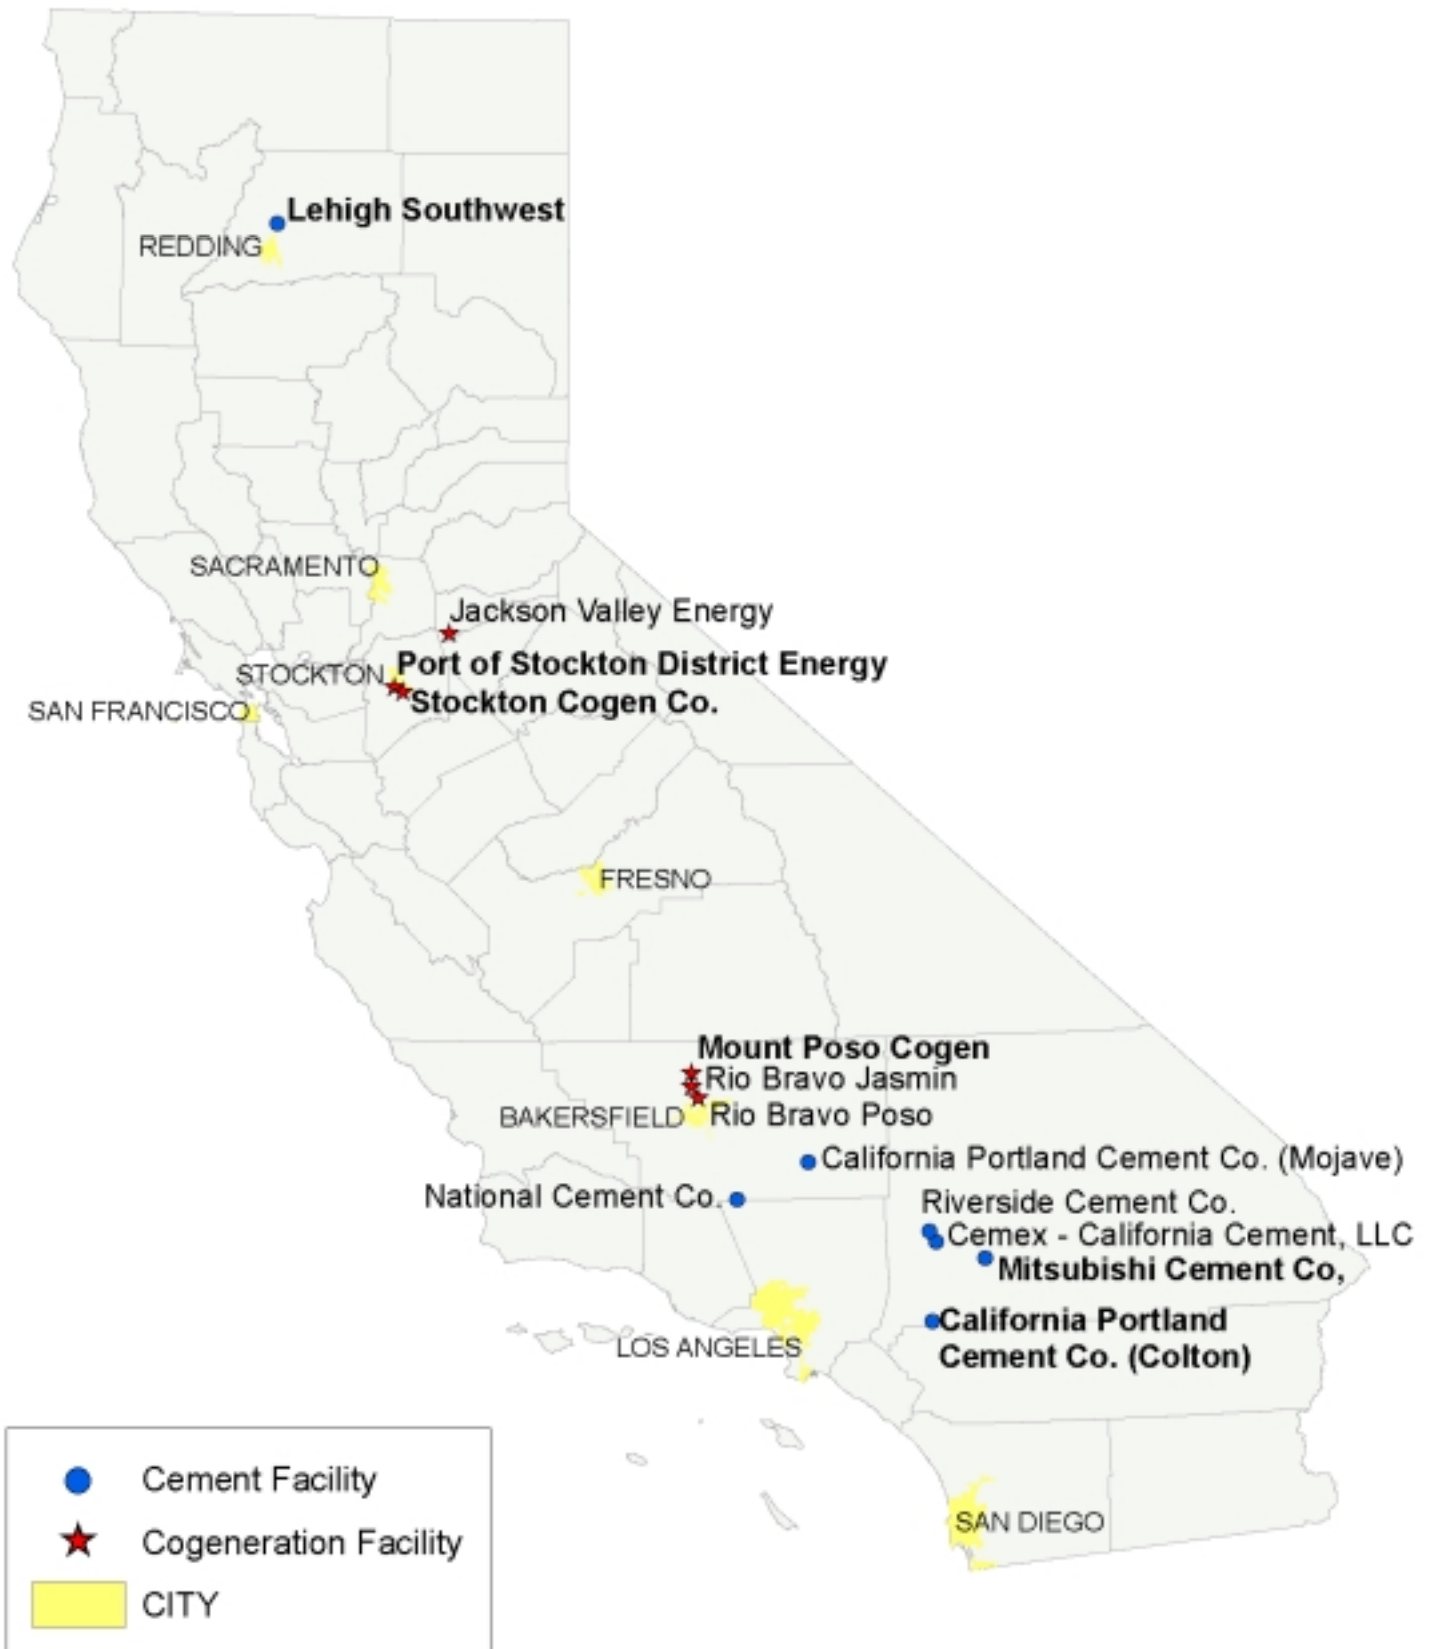 Lehigh Southwest
REDDING
SACRAMENTO
Jackson Valley Energy
Port of Stockton District Energy
STOCKTON
Stockton Cogen Co.
SAN FRANCISCO
FRESNO
Mount Poso Cogen
Rio Bravo Jasmin
BAKERSFIELD
Rio Bravo Poso
California Portland Cement Co. (Mojave)
National Cement Co.
Riverside Cement Co.
Cemex - California Cement, LLC
Mitsubishi Cement Co,
California Portland
Cement Co. (Colton)
LOS ANGELES
SAN DIEGO
Cement Facility
Cogeneration Facility
CITY